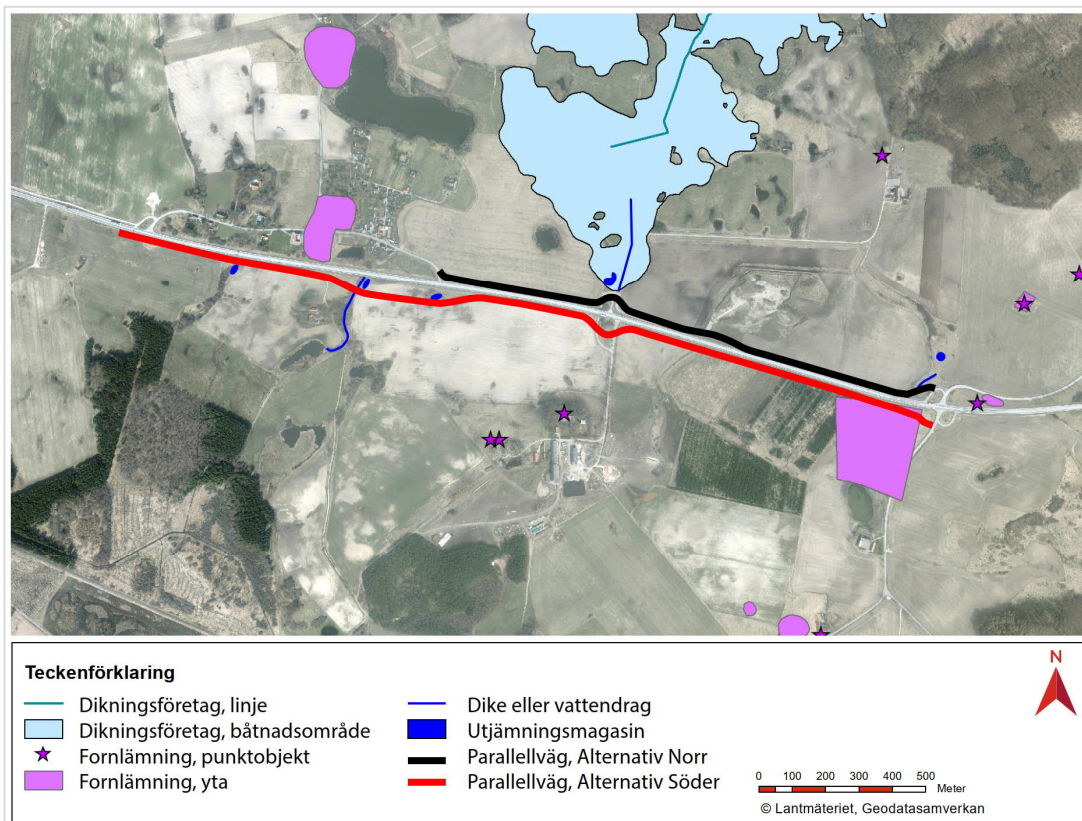 Teckenförklaring
Dikningsföretag, linje
Dikningsföretag, båtnadsområde
Fornlämning, punktobjekt
Fornlämning, yta
Dike eller vattendrag
Utjämningsmagasin
Parallellväg, Alternativ Norr
Parallellväg, Alternativ Söder
N
0 100 200 300 400 500
Meter
© Lantmäteriet, Geodatasamverkan